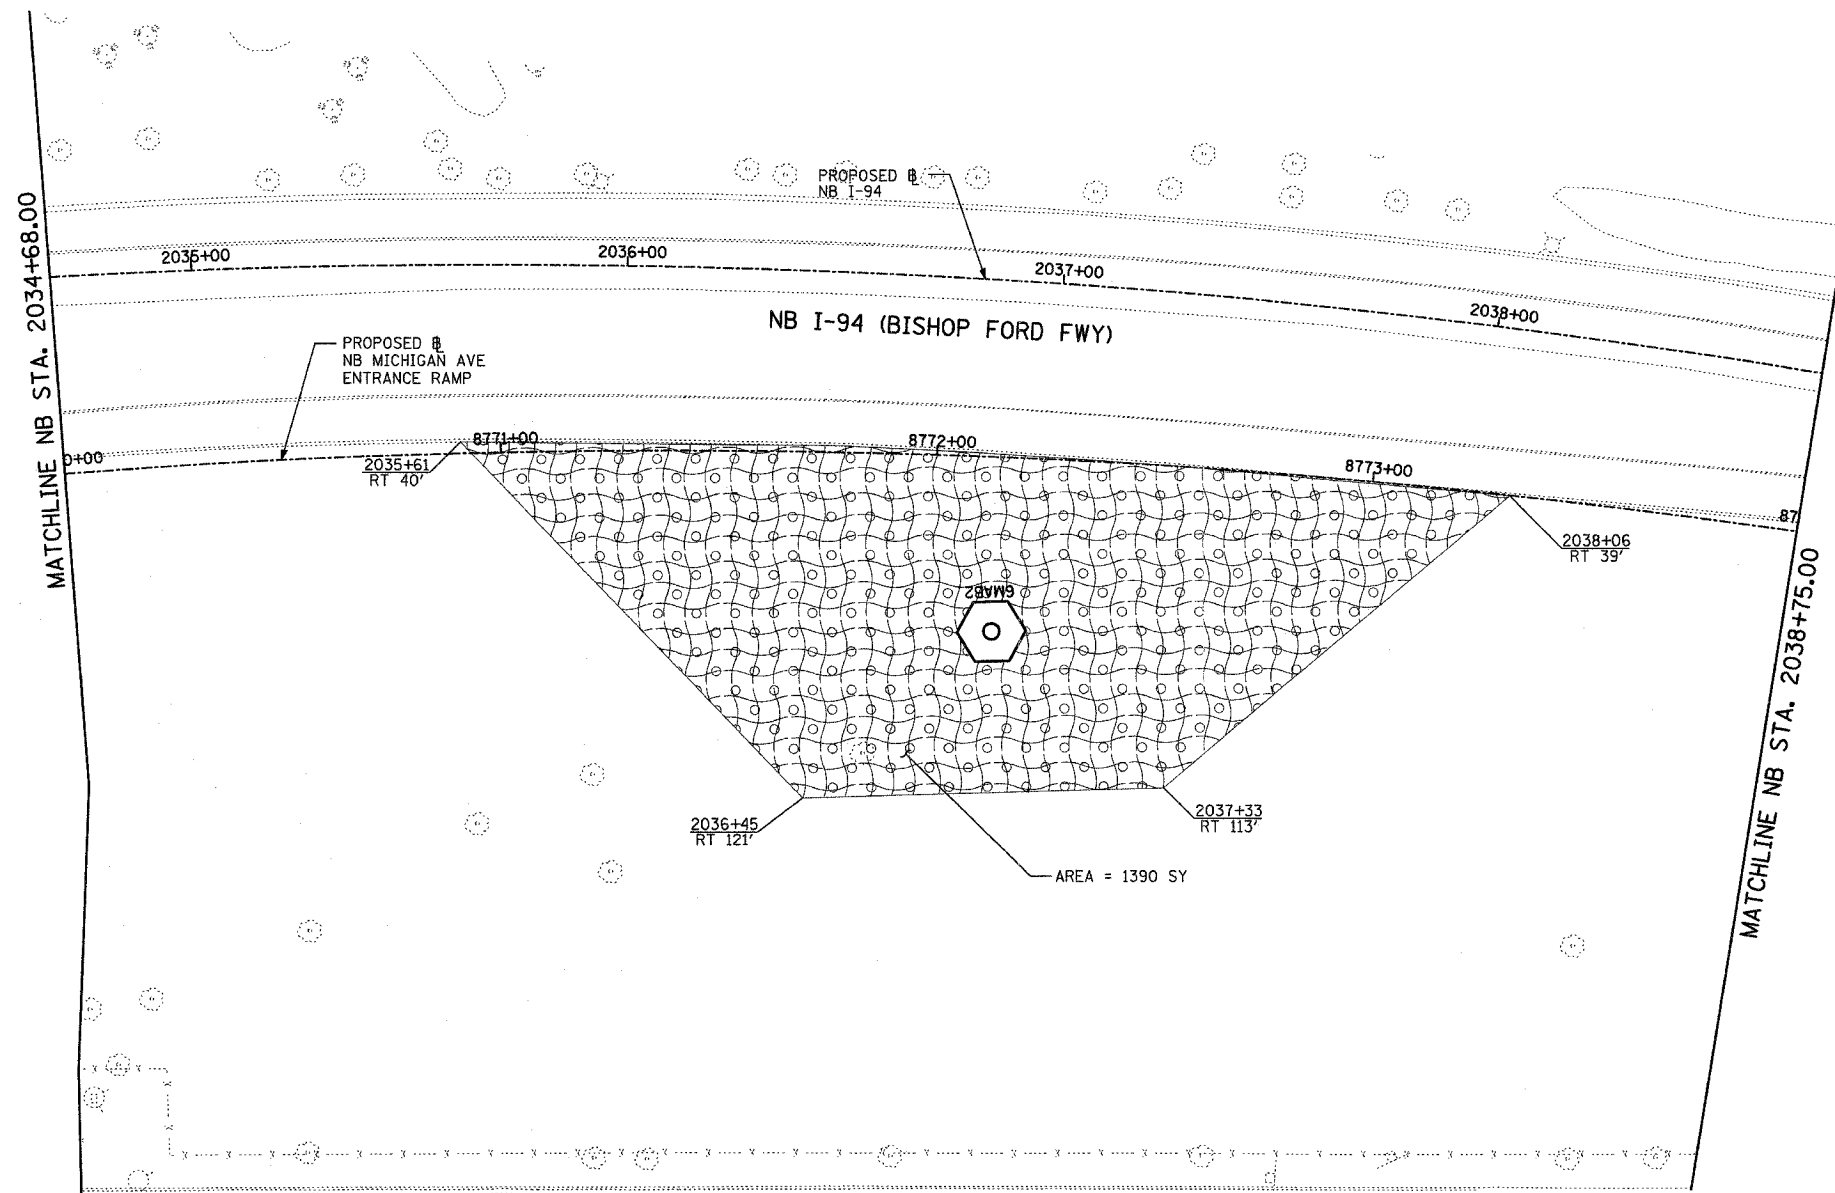 PROPOSED ℄
NB I-94
MATCHLINE NB STA. 2034+68.00
2035+00
2036+00
2037+00
2038+00
NB I-94 (BISHOP FORD FWY)
PROPOSED ℄
NB MICHIGAN AVE
ENTRANCE RAMP
0+00
8771+00
8772+00
8773+00
87
2035+61
RT 40'
2038+06
RT 39'
6MAB2
MATCHLINE NB STA. 2038+75.00
2036+45
RT 121'
2037+33
RT 113'
AREA = 1390 SY